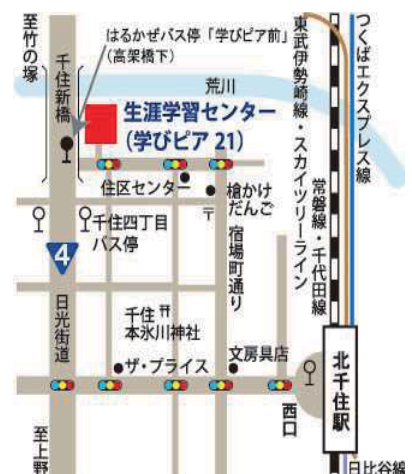 至竹の塚
千住新橋
はるかぜバス停「学びピア前」
(高架橋下)
荒川
生涯学習センター
(学びピア21)
東武伊勢崎線・スカイツリーライン
つくばエクスプレス線
常磐線・千代田線
住区センター
槍かけ
だんご
〒
千住四丁目
バス停
宿場町通り
4
日光街道
千住
本氷川神社
ザ・プライス
文房具店
西口
北千住駅
至上野
日比谷線